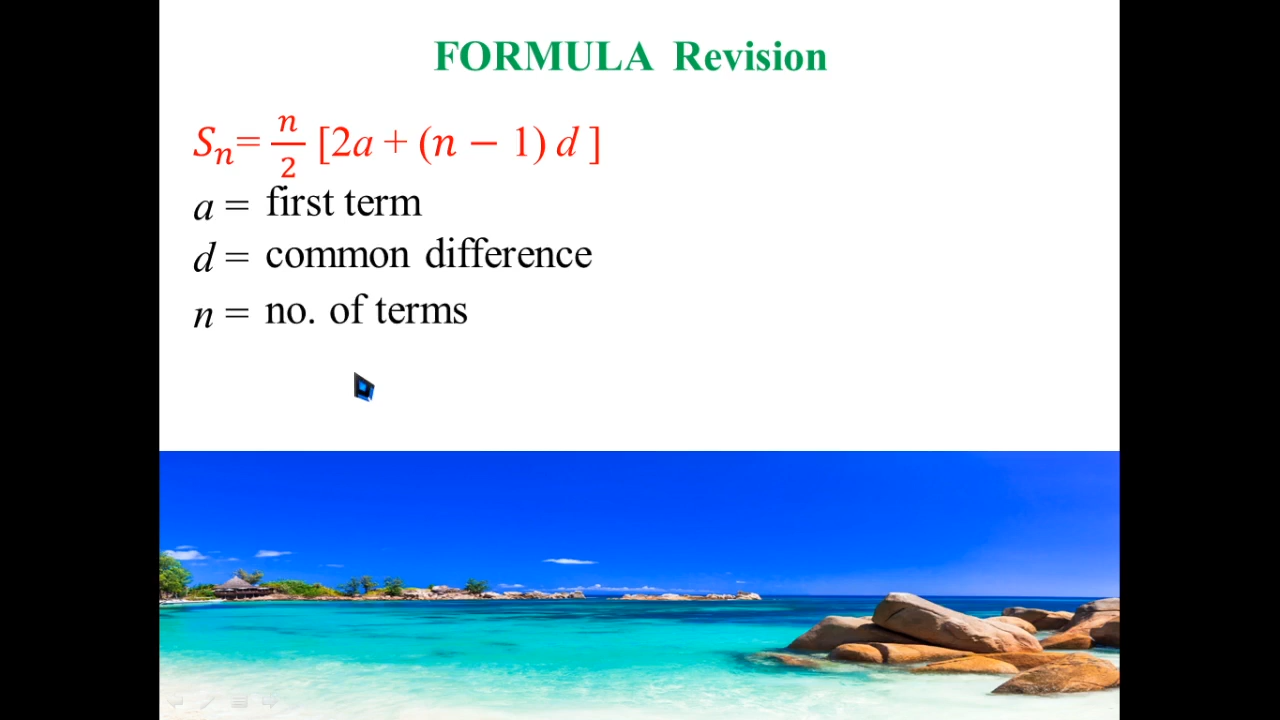 FORMULA Revision
Sₙ= n/2 [2a + (n − 1) d ]
a = first term
d = common difference
n = no. of terms